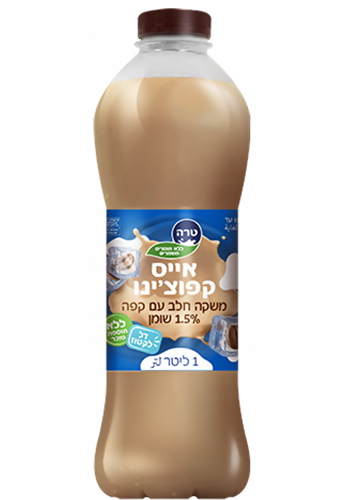 טרה
ללא חומרים
משמרים
אייס
קפוצ'ינו
משקה חלב עם קפה
1.5% שומן
ללא
תוספת
סוכר
דל
לקטוז
1 ליטר